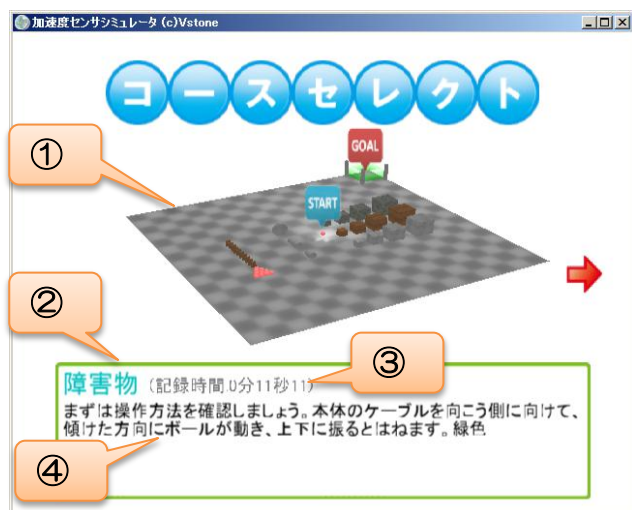 加速度センサシミュレータ (c)Vstone
コースセレクト
①
GOAL
START
②
③
障害物 (記録時間.0分11秒11)
まずは操作方法を確認しましょう。本体のケーブルを向こう側に向けて、
傾けた方向にボールが動き、上下に振るとはねます。緑色
④